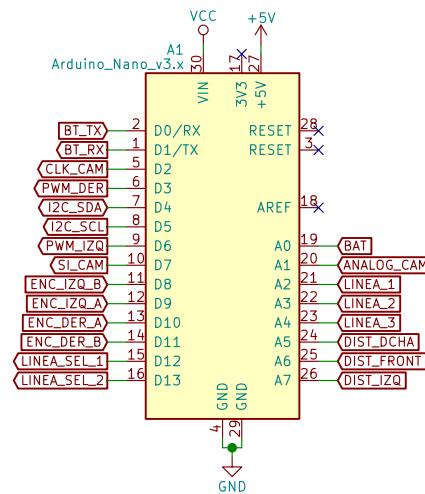 VCC +5V
A1
Arduino_Nano_v3.x
30 17 27
VIN 3V3 +5V
BT_TX 2 D0/RX RESET 28
BT_RX 1 D1/TX RESET 3
CLK_CAM 5 D2
PWM_DER 6 D3
I2C_SDA 7 D4 AREF 18
I2C_SCL 8 D5
PWM_IZQ 9 D6 A0 19 BAT
SI_CAM 10 D7 A1 20 ANALOG_CAM
ENC_IZQ_B 11 D8 A2 21 LINEA_1
ENC_IZQ_A 12 D9 A3 22 LINEA_2
ENC_DER_A 13 D10 A4 23 LINEA_3
ENC_DER_B 14 D11 A5 24 DIST_DCHA
LINEA_SEL_1 15 D12 A6 25 DIST_FRONT
LINEA_SEL_2 16 D13 A7 26 DIST_IZQ
GND GND
4 29
GND